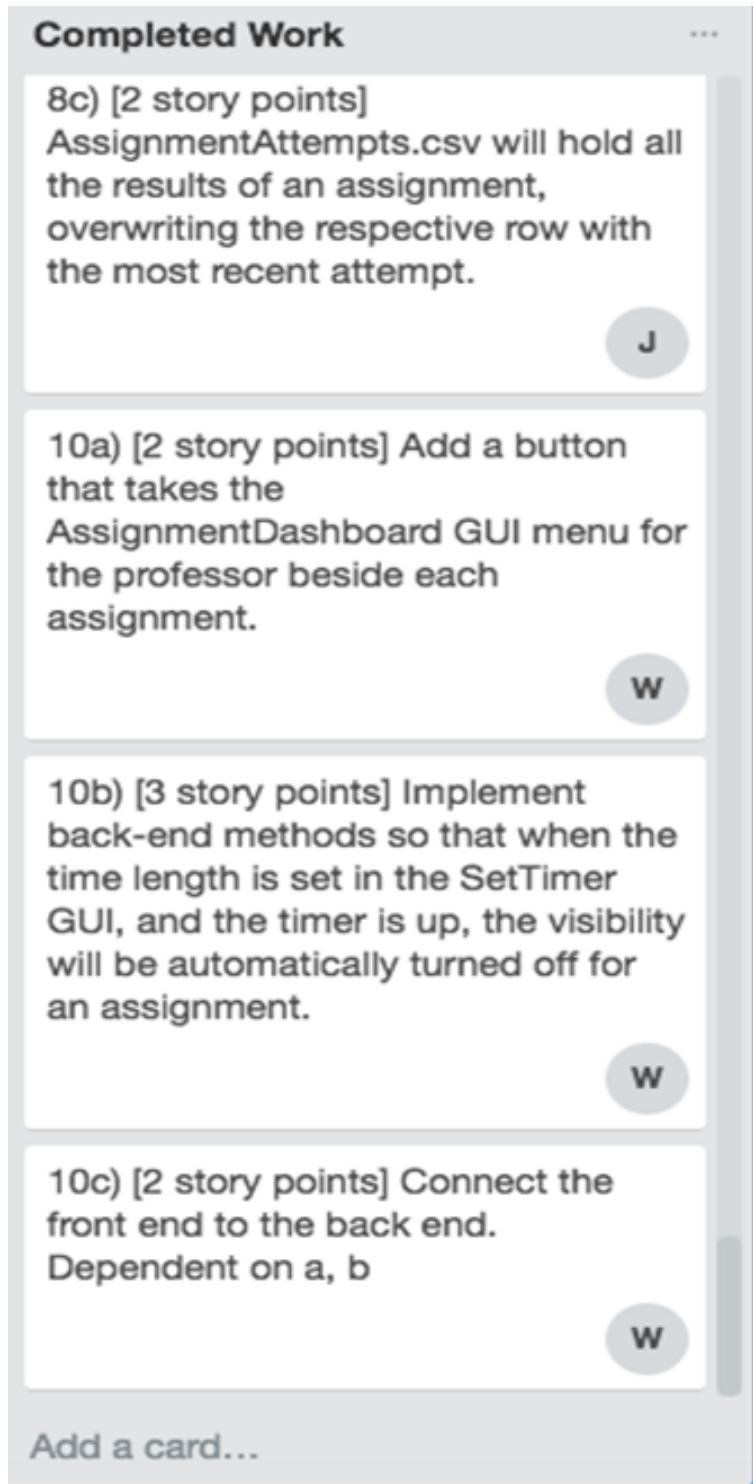 Completed Work
...
8c) [2 story points]
AssignmentAttempts.csv will hold all
the results of an assignment,
overwriting the respective row with
the most recent attempt.
J
10a) [2 story points] Add a button
that takes the
AssignmentDashboard GUI menu for
the professor beside each
assignment.
W
10b) [3 story points] Implement
back-end methods so that when the
time length is set in the SetTimer
GUI, and the timer is up, the visibility
will be automatically turned off for
an assignment.
W
10c) [2 story points] Connect the
front end to the back end.
Dependent on a, b
W
Add a card...